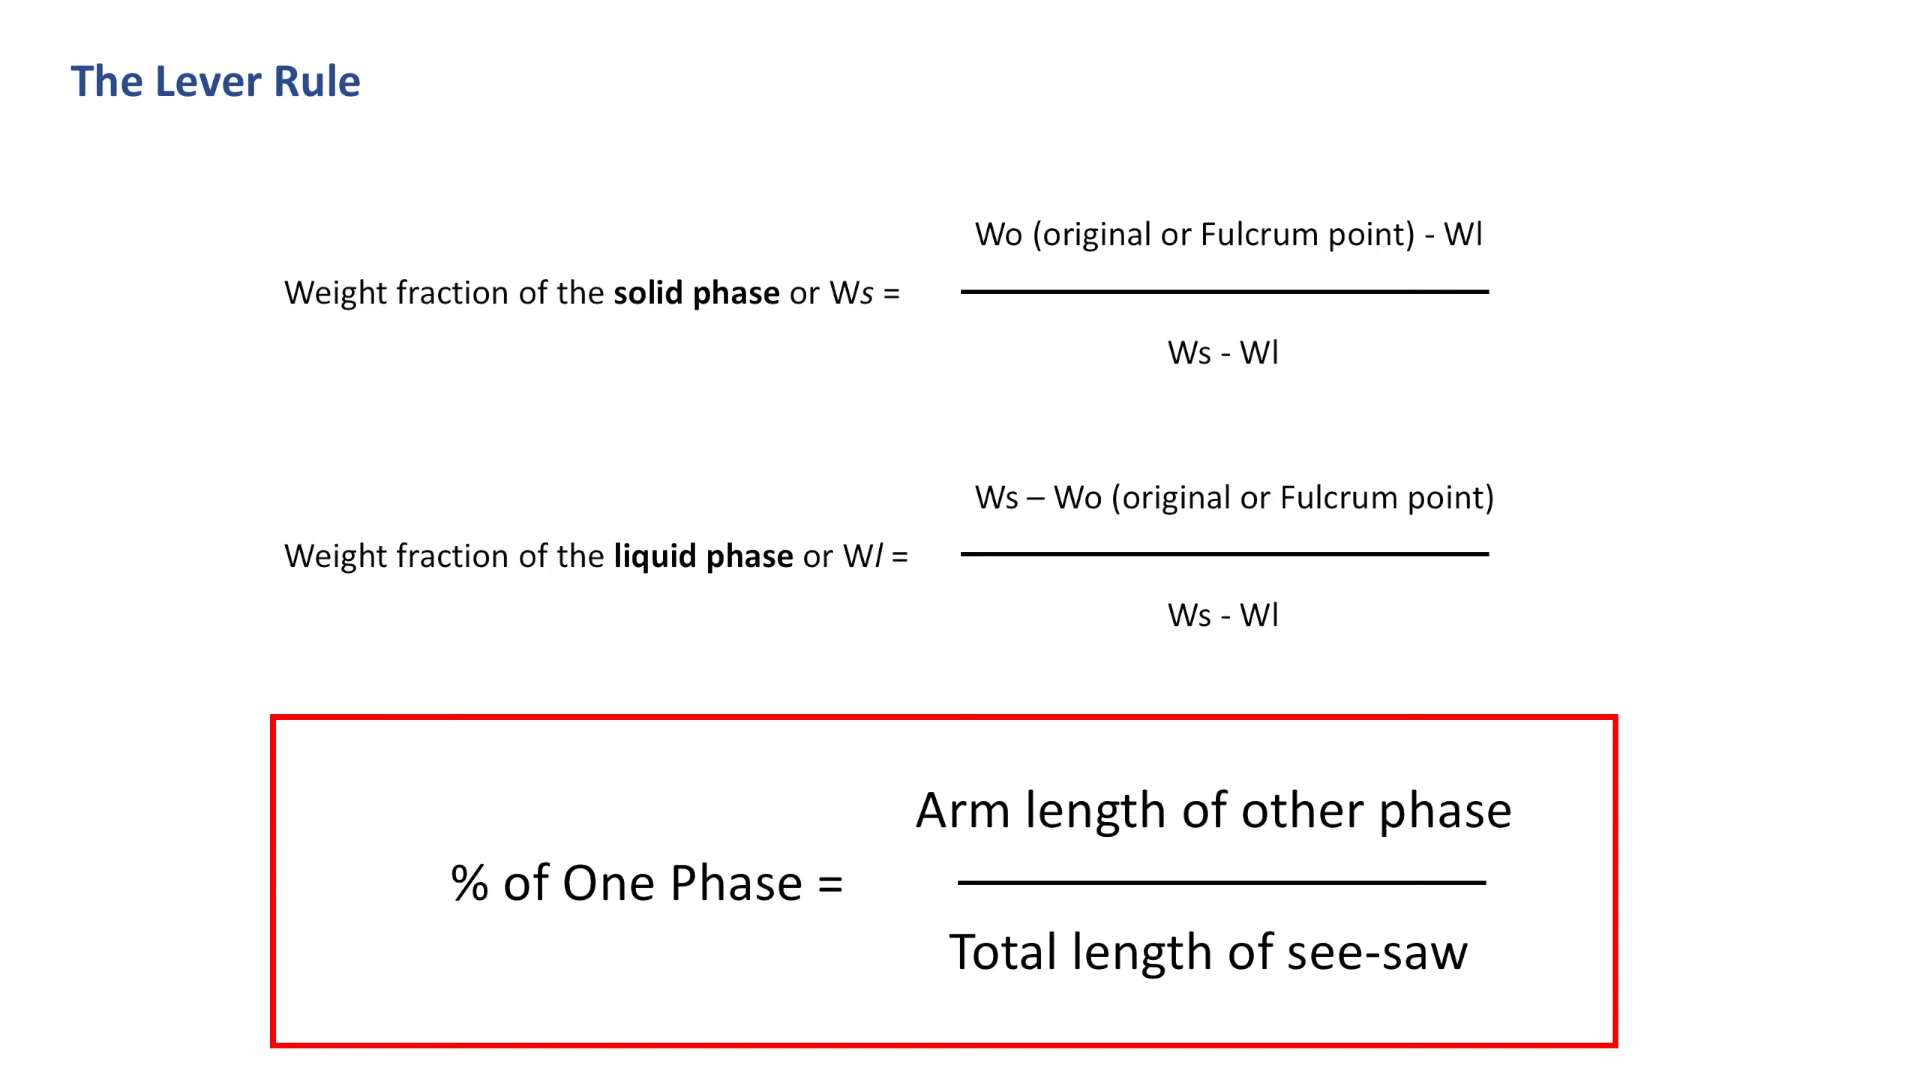 The Lever Rule
Wo (original or Fulcrum point) - Wl
Weight fraction of the solid phase or Ws =
Ws - Wl
Ws – Wo (original or Fulcrum point)
Weight fraction of the liquid phase or Wl =
Ws - Wl
Arm length of other phase
% of One Phase =
Total length of see-saw